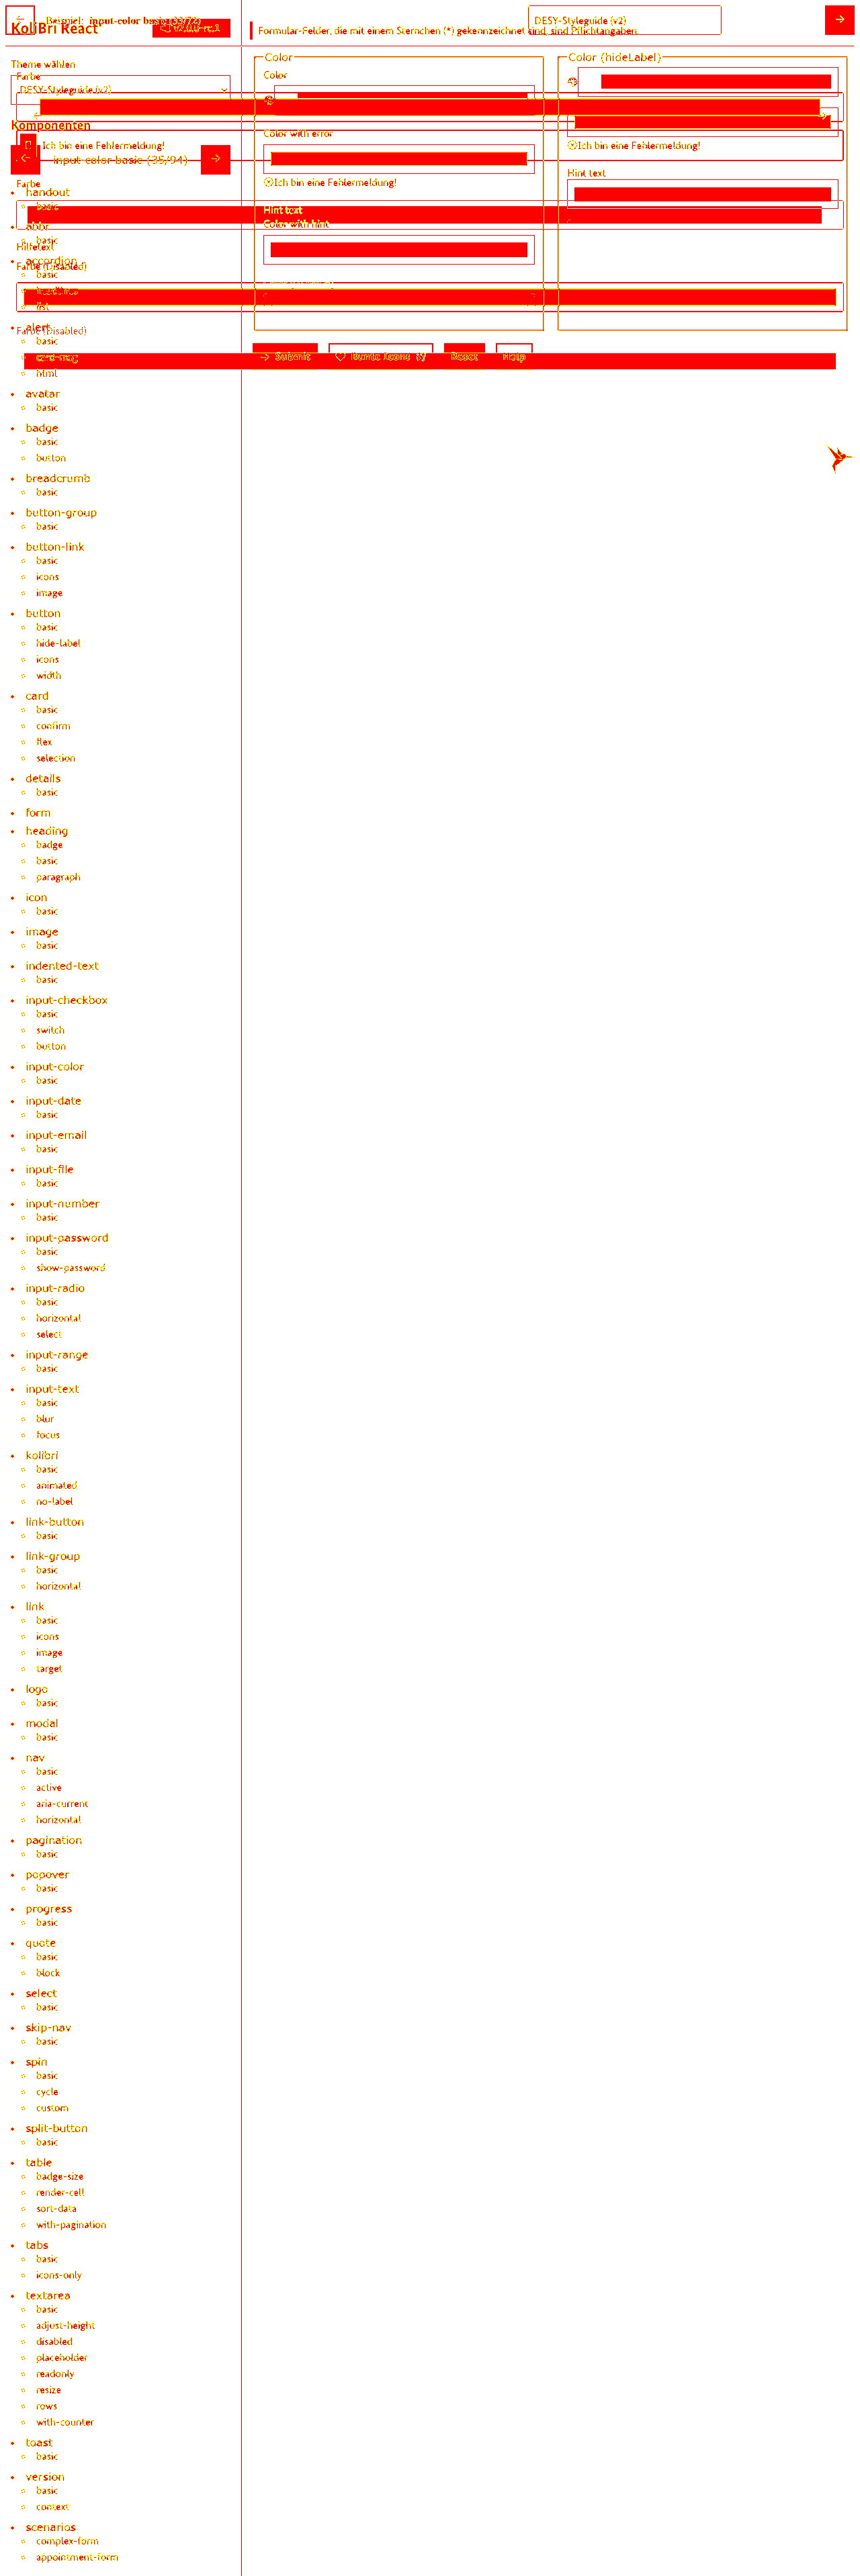 KoliBri React
Beispiel: input-color basic
Formular-Felder, die mit einem Sternchen (*) gekennzeichnet sind, sind Pflichtangaben.
DESY-Styleguide (v2)
Theme wählen
Farbe
DESY-Styleguide (v2)
Color
Color
Color with error
Ich bin eine Fehlermeldung!
Hint text
Color with hint
Color (hideLabel)
Ich bin eine Fehlermeldung!
Hint text
Submit
React
Help
Komponenten
Ich bin eine Fehlermeldung!
input-color basic (35/94)
Farbe
Hilfetext
Farbe (Disabled)
Farbe (Disabled)
handout
basic
abbr
basic
accordion
basic
alert
basic
card-msg
html
avatar
basic
badge
basic
button
breadcrumb
basic
button-group
basic
button-link
basic
icons
image
button
basic
hide-label
icons
width
card
basic
confirm
flex
selection
details
basic
form
heading
badge
basic
paragraph
icon
basic
image
basic
indented-text
basic
input-checkbox
basic
switch
button
input-color
basic
input-date
basic
input-email
basic
input-file
basic
input-number
basic
input-password
basic
show-password
input-radio
basic
horizontal
select
input-range
basic
input-text
basic
blur
focus
kolibri
basic
animated
no-label
link-button
basic
link-group
basic
horizontal
link
basic
icons
image
target
logo
basic
modal
basic
nav
basic
active
aria-current
horizontal
pagination
basic
popover
basic
progress
basic
quote
basic
block
select
basic
skip-nav
basic
spin
basic
cycle
custom
split-button
basic
table
badge-size
render-cell
sort-data
with-pagination
tabs
basic
icons-only
textarea
basic
adjust-height
disabled
placeholder
readonly
resize
rows
with-counter
toast
basic
version
basic
context
scenarios
complex-form
appointment-form